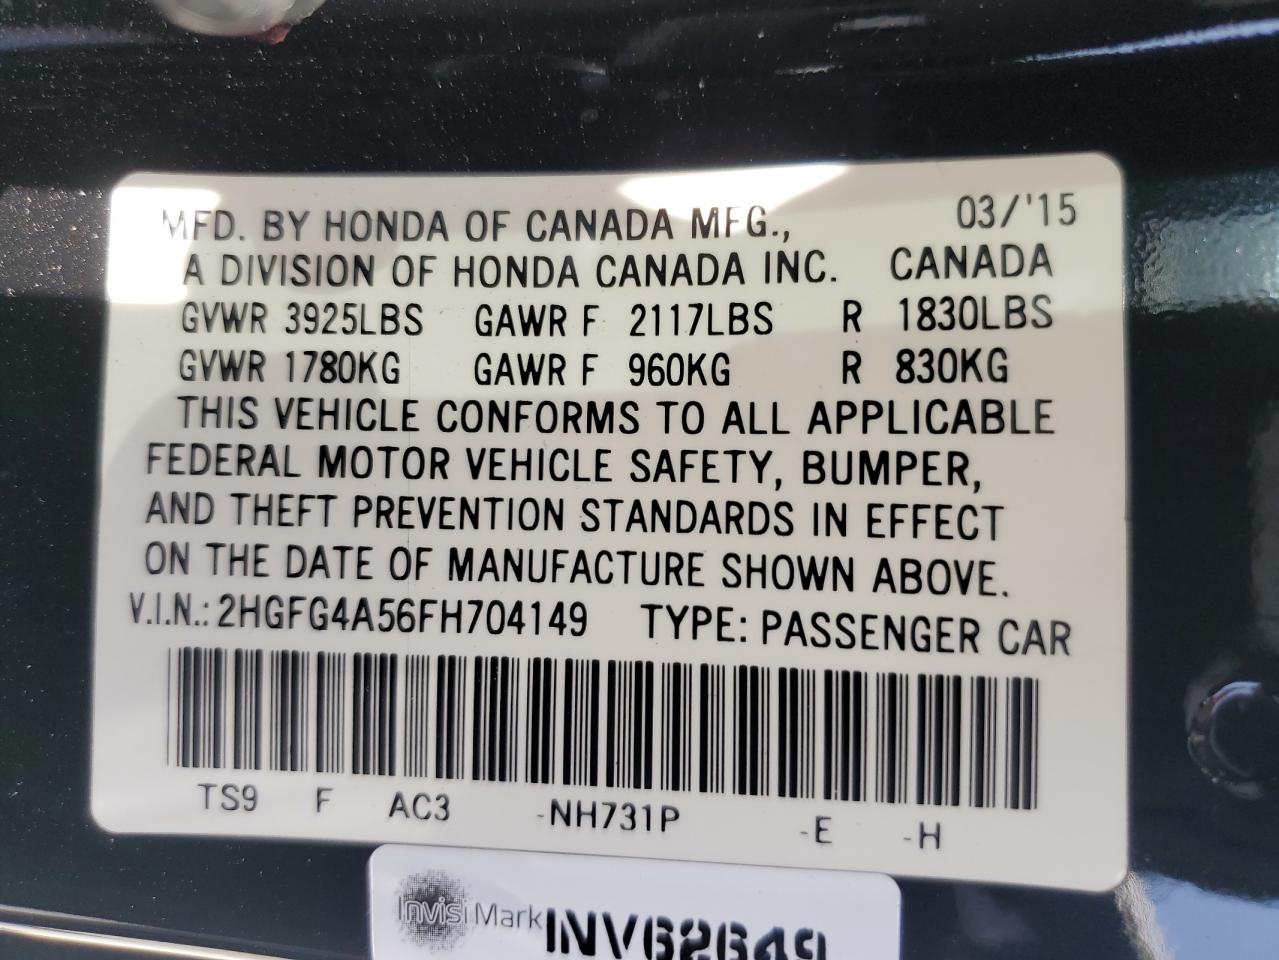 MFD. BY HONDA OF CANADA MFG., 03/'15
A DIVISION OF HONDA CANADA INC. CANADA
GVWR 3925LBS GAWR F 2117LBS R 1830LBS
GVWR 1780KG GAWR F 960KG R 830KG
THIS VEHICLE CONFORMS TO ALL APPLICABLE
FEDERAL MOTOR VEHICLE SAFETY, BUMPER,
AND THEFT PREVENTION STANDARDS IN EFFECT
ON THE DATE OF MANUFACTURE SHOWN ABOVE.
V.I.N.: 2HGFG4A56FH704149 TYPE: PASSENGER CAR
TS9 F AC3 -NH731P -E -H
InvisiMark INV62649